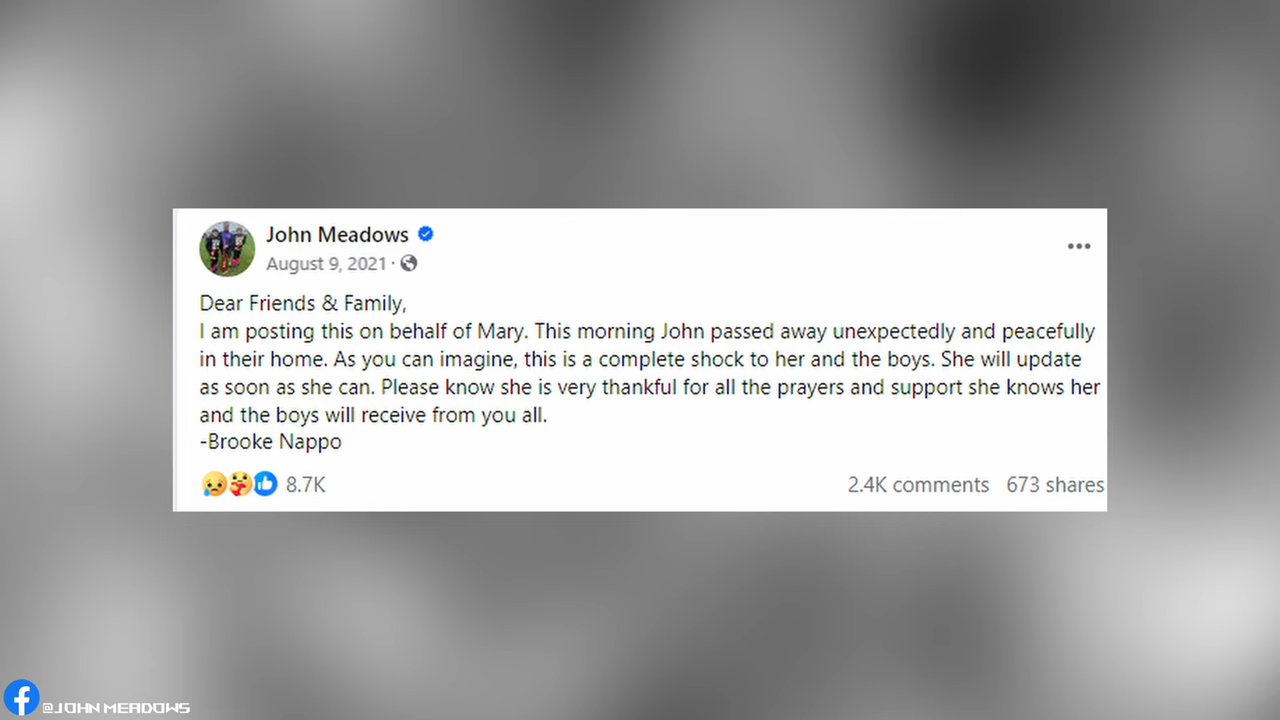 John Meadows
August 9, 2021 ·
Dear Friends & Family,
I am posting this on behalf of Mary. This morning John passed away unexpectedly and peacefully
in their home. As you can imagine, this is a complete shock to her and the boys. She will update
as soon as she can. Please know she is very thankful for all the prayers and support she knows her
and the boys will receive from you all.
-Brooke Nappo
8.7K
2.4K comments 673 shares
@JOHN MEADOWS